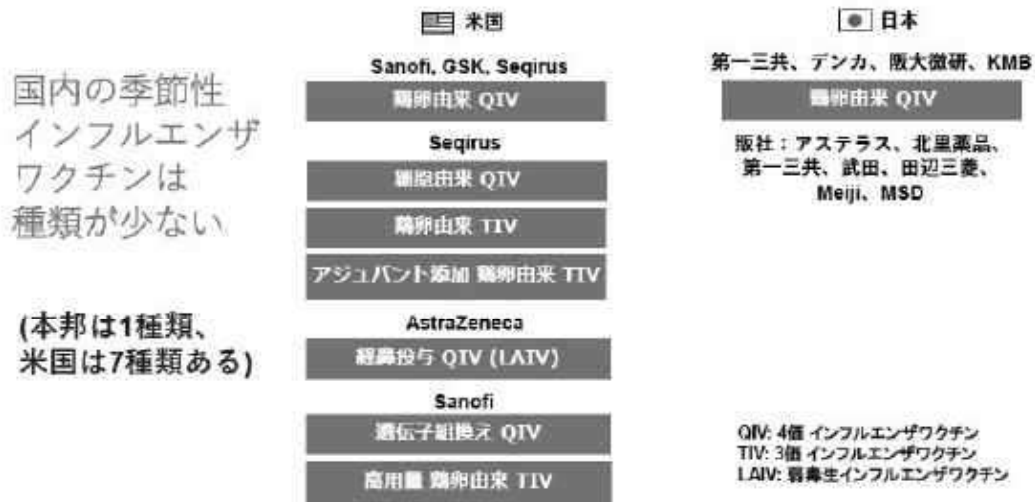 国内の季節性
インフルエンザ
ワクチンは
種類が少ない
(本邦は1種類、
米国は7種類ある)
米国
Sanofi, GSK, Seqirus
鶏卵由来 QIV
Seqirus
細胞由来 QIV
鶏卵由来 TIV
アジュバント添加 鶏卵由来 TIV
AstraZeneca
経鼻投与 QIV (LAIV)
Sanofi
遺伝子組換え QIV
高用量 鶏卵由来 TIV
日本
第一三共、デンカ、阪大微研、KMB
鶏卵由来 QIV
販社：アステラス、北里薬品、
第一三共、武田、田辺三菱、
Meiji、MSD
QIV: 4価 インフルエンザワクチン
TIV: 3価 インフルエンザワクチン
LAIV: 弱毒生インフルエンザワクチン